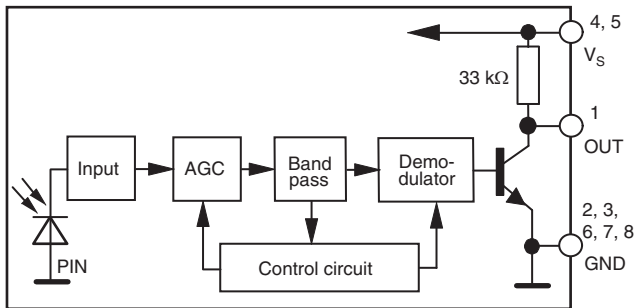 4, 5
V_S
33 kΩ
1
OUT
Input
AGC
Band
pass
Demo-
dulator
2, 3,
6, 7, 8
GND
PIN
Control circuit